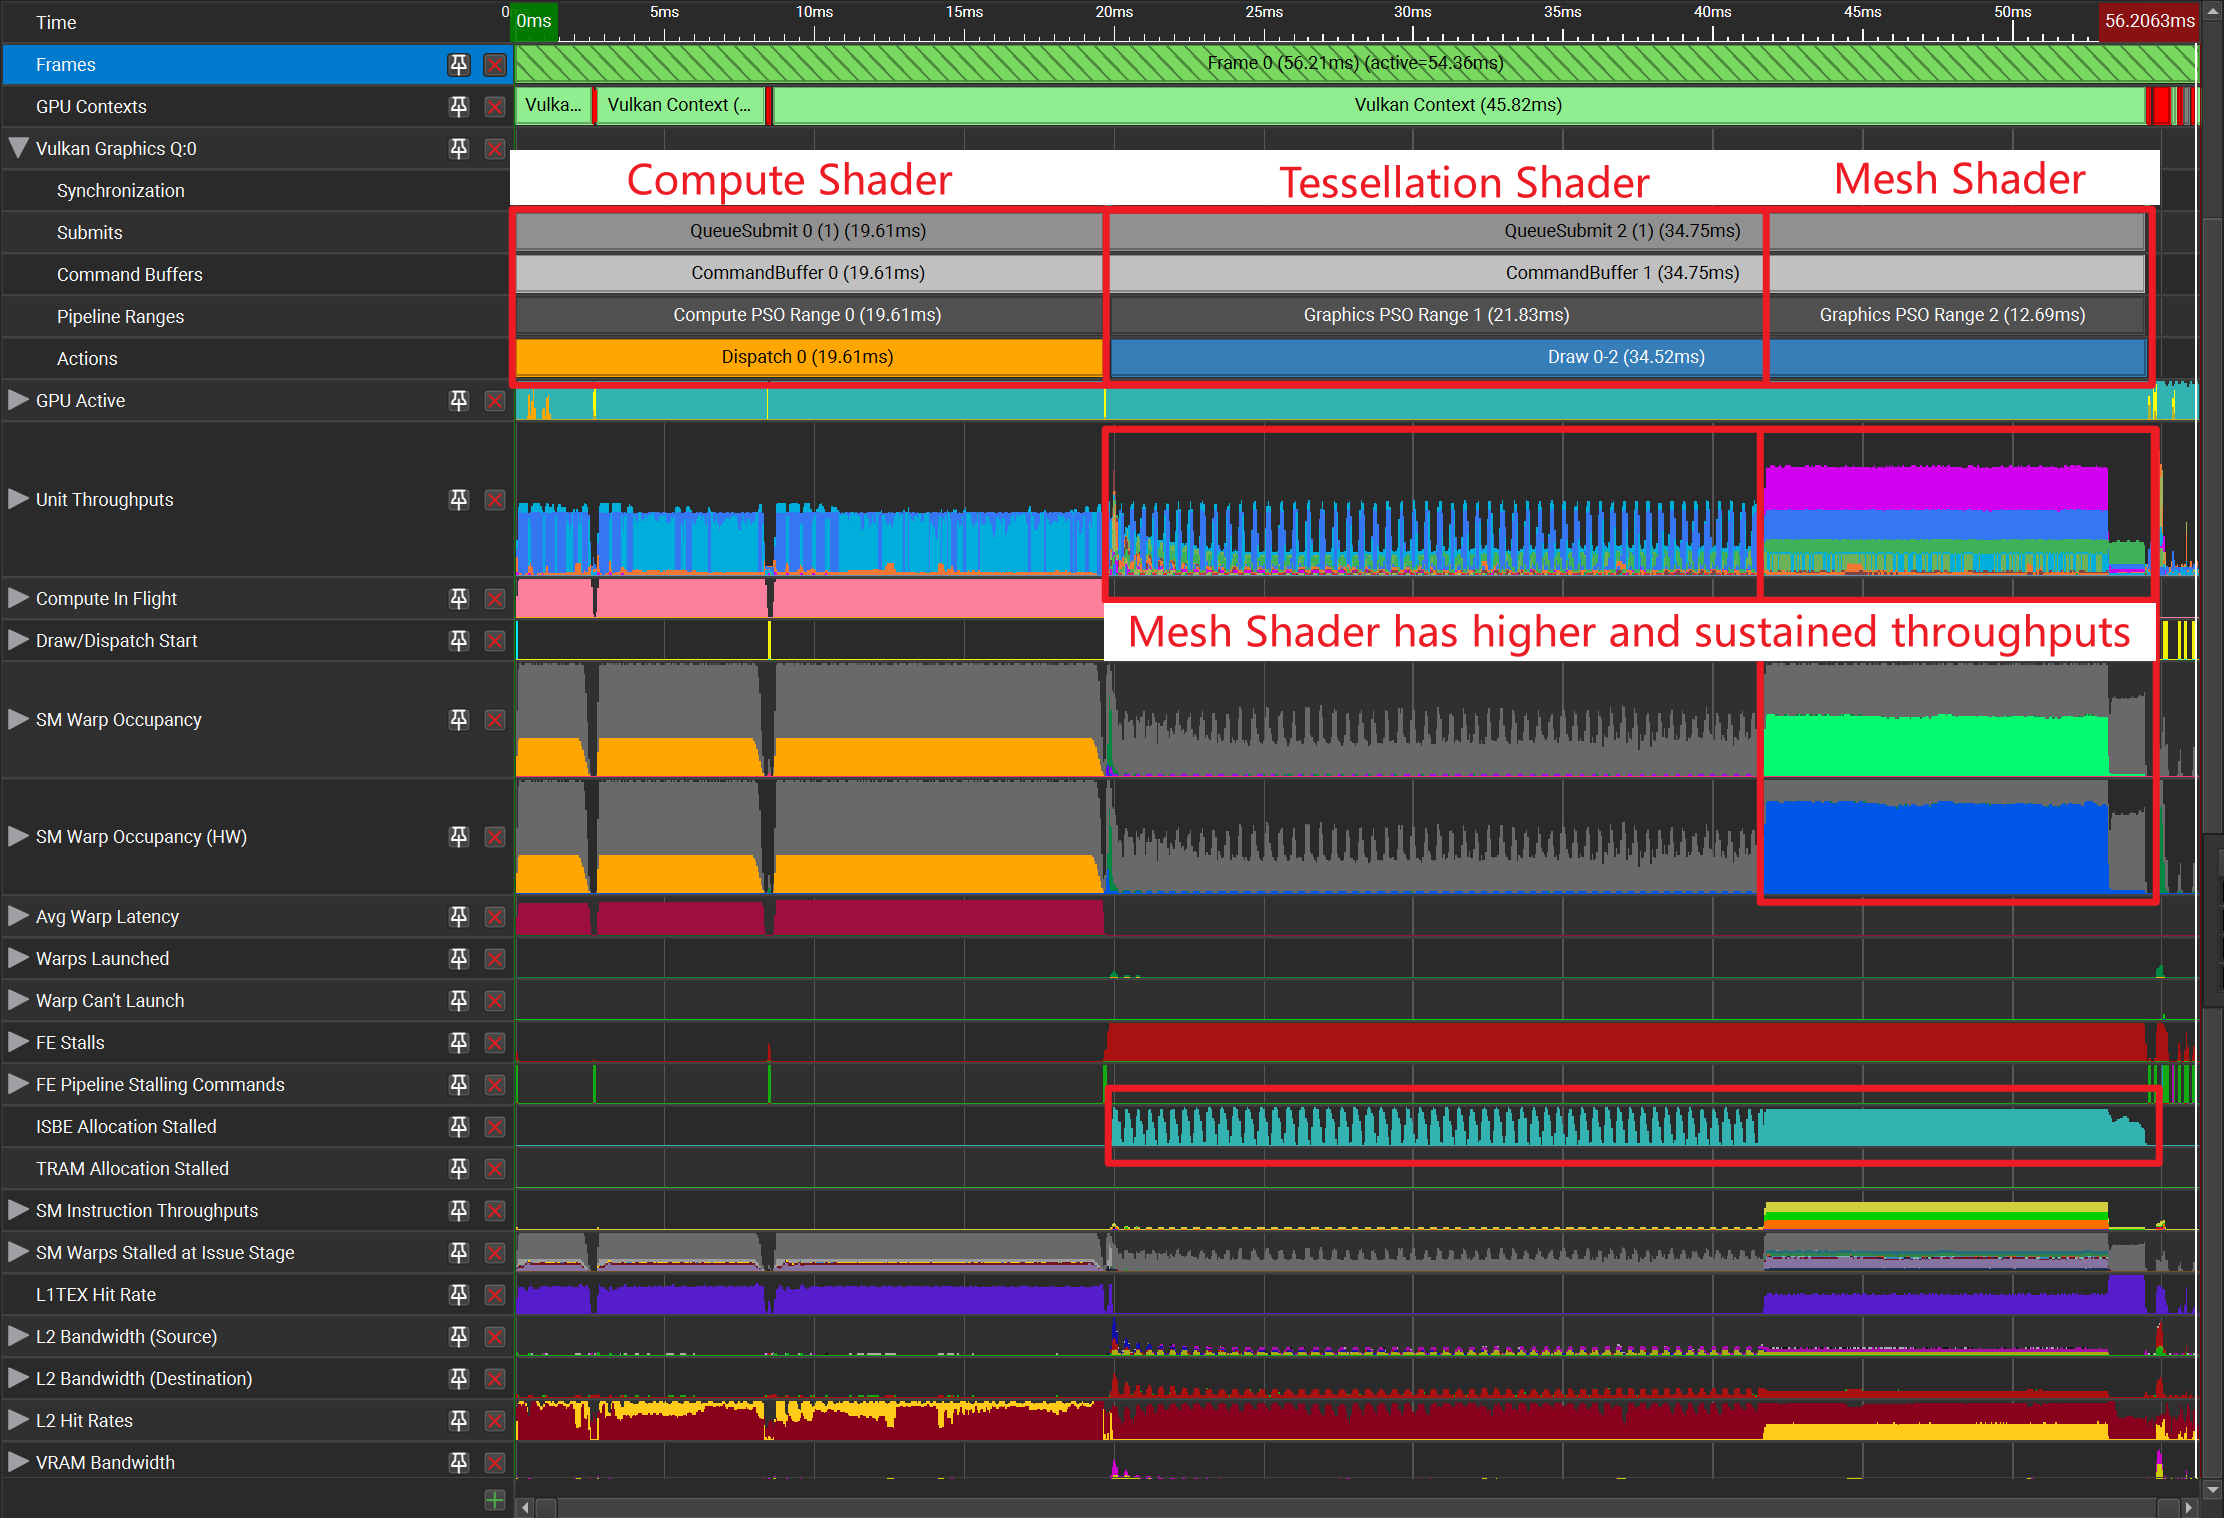 Time
0ms
5ms
10ms
15ms
20ms
25ms
30ms
35ms
40ms
45ms
50ms
56.2063ms
Frames
Frame 0 (56.21ms) (active=54.36ms)
GPU Contexts
Vulka...
Vulkan Context (...
Vulkan Context (45.82ms)
Vulkan Graphics Q:0
Compute Shader
Tessellation Shader
Mesh Shader
Synchronization
Submits
QueueSubmit 0 (1) (19.61ms)
QueueSubmit 2 (1) (34.75ms)
Command Buffers
CommandBuffer 0 (19.61ms)
CommandBuffer 1 (34.75ms)
Pipeline Ranges
Compute PSO Range 0 (19.61ms)
Graphics PSO Range 1 (21.83ms)
Graphics PSO Range 2 (12.69ms)
Actions
Dispatch 0 (19.61ms)
Draw 0-2 (34.52ms)
GPU Active
Unit Throughputs
Compute In Flight
Mesh Shader has higher and sustained throughputs
Draw/Dispatch Start
SM Warp Occupancy
SM Warp Occupancy (HW)
Avg Warp Latency
Warps Launched
Warp Can't Launch
FE Stalls
FE Pipeline Stalling Commands
ISBE Allocation Stalled
TRAM Allocation Stalled
SM Instruction Throughputs
SM Warps Stalled at Issue Stage
L1TEX Hit Rate
L2 Bandwidth (Source)
L2 Bandwidth (Destination)
L2 Hit Rates
VRAM Bandwidth